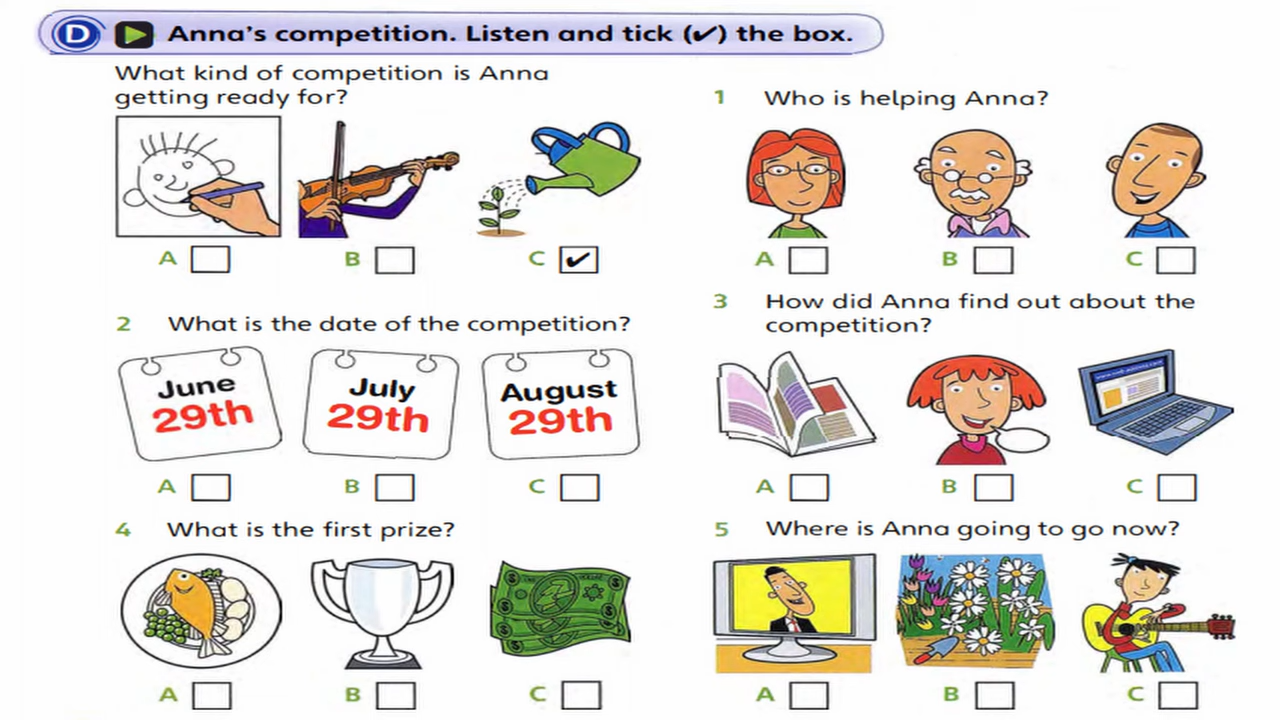 D Anna's competition. Listen and tick (✔) the box.
What kind of competition is Anna
getting ready for?
A B C ✔
1 Who is helping Anna?
A B C
2 What is the date of the competition?
June
29th
July
29th
August
29th
A B C
3 How did Anna find out about the
competition?
A B C
4 What is the first prize?
A B C
5 Where is Anna going to go now?
A B C